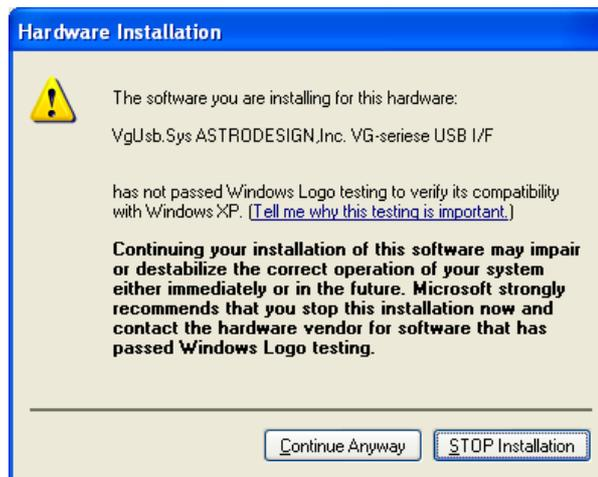 Hardware Installation
The software you are installing for this hardware:
VgUsb.Sys ASTRODESIGN,Inc. VG-seriese USB I/F
has not passed Windows Logo testing to verify its compatibility
with Windows XP. (Tell me why this testing is important.)
Continuing your installation of this software may impair
or destabilize the correct operation of your system
either immediately or in the future. Microsoft strongly
recommends that you stop this installation now and
contact the hardware vendor for software that has
passed Windows Logo testing.
Continue Anyway
STOP Installation